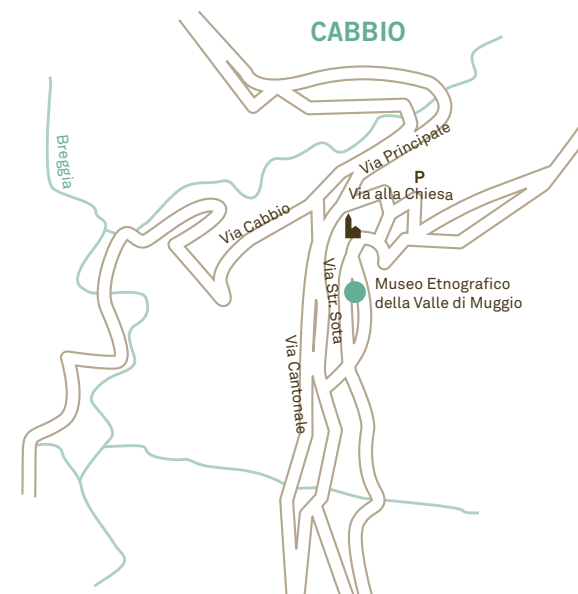 CABBIO
Breggia
Via Principale
P
Via alla Chiesa
Via Cabbio
Via Str. Sota
Museo Etnografico
della Valle di Muggio
Via Cantonale